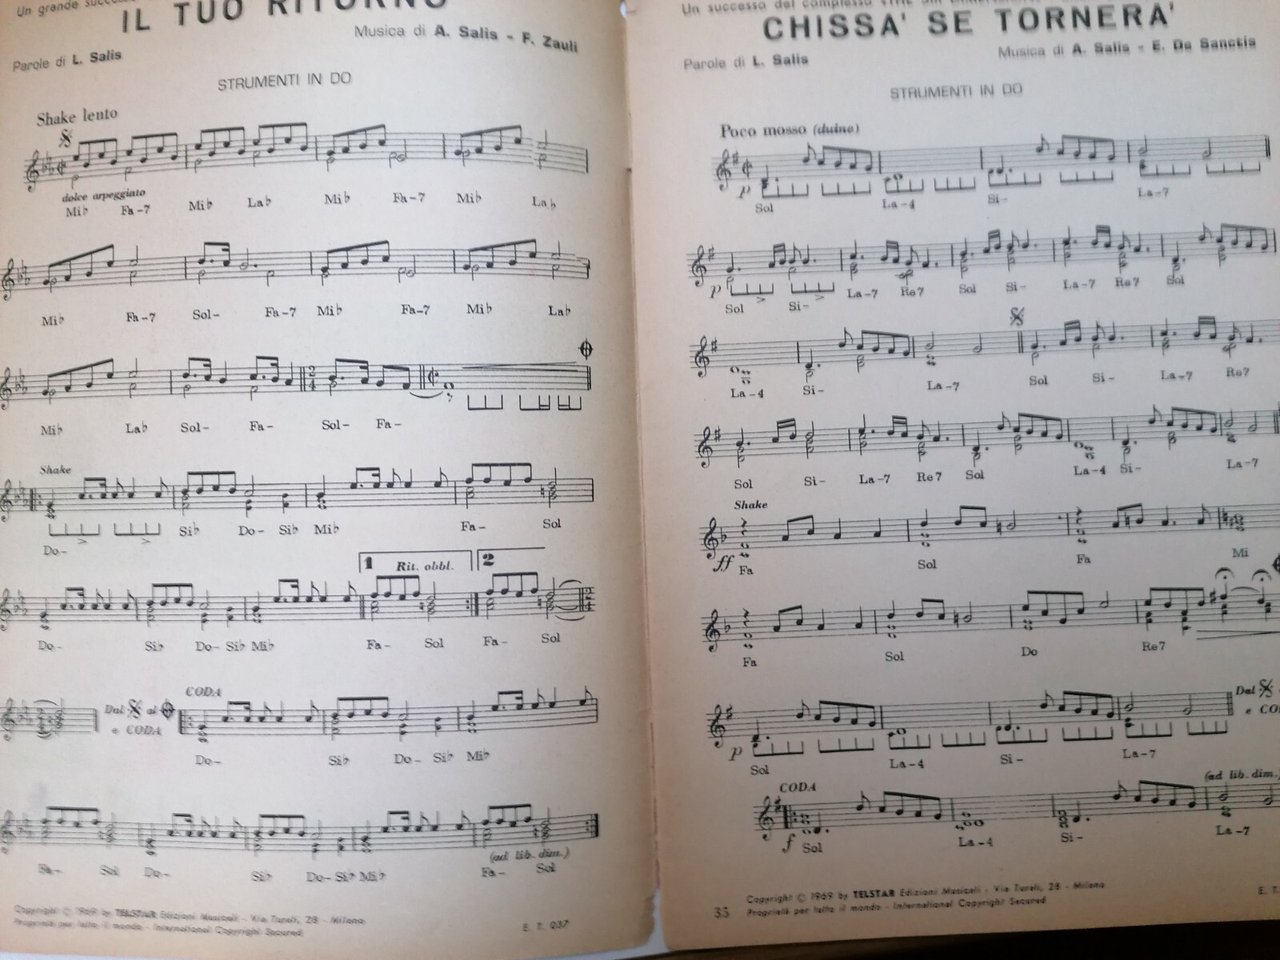 Un grande
IL TUO RITORNO
Parole di L. Salis
Musica di A. Salis - F. Zauli
STRUMENTI IN DO
Shake lento
dolce arpeggiato
Mi♭ Fa-7 Mi♭ La♭ Mi♭ Fa-7 Mi♭ La♭
Mi♭ Fa-7 Sol- Fa-7 Mi♭ Fa-7 Mi♭ La♭
2
4
Mi♭ La♭ Sol- Fa- Sol- Fa-
Shake
Do- Si♭ Do- Si♭ Mi♭ Fa- Sol
1 Rit. obbl. 2
2
4
Do- Si♭ Do- Si♭ Mi♭ Fa- Sol Fa- Sol
CODA
Dal 𝄋 al 𝄌
e CODA
Do- Si♭ Do- Si♭ Mi♭
(ad lib. dim.)
Fa- Sol Do- Si♭ Do- Si♭ Mi♭ Fa- Sol
Copyright © 1969 by TELSTAR Edizioni Musicali - Via Tunisi, 28 - Milano
Proprietà per tutto il mondo - International Copyright Secured
E. T. 037
Un successo del complesso
CHISSA' SE TORNERA'
Parole di L. Salis
Musica di A. Salis - E. De Sanctis
STRUMENTI IN DO
Poco mosso (duine)
p
Sol La-4 Si- La-7
p
Sol Si- La-7 Re7 Sol Si- La-7 Re7 Sol
La-4 Si- La-7 Sol Si- La-7 Re7
Sol Si- La-7 Re7 Sol La-4 Si- La-7
Shake
ff
Fa Sol Fa Mi
Fa Sol Do Re7
Dal 𝄋
e
p
Sol La-4 Si- La-7
CODA
(ad lib. dim.)
f
Sol La-4 Si- La-7
Copyright © 1969 by TELSTAR Edizioni Musicali - Via Tunisi, 28 - Milano
Proprietà per tutto il mondo - International Copyright Secured
E. T.
35